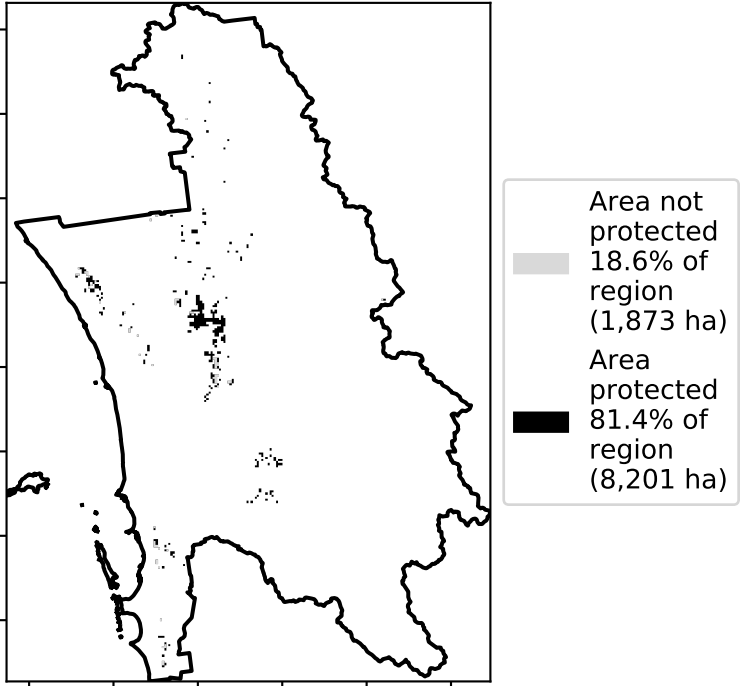 Area not
protected
18.6% of
region
(1,873 ha)
Area
protected
81.4% of
region
(8,201 ha)